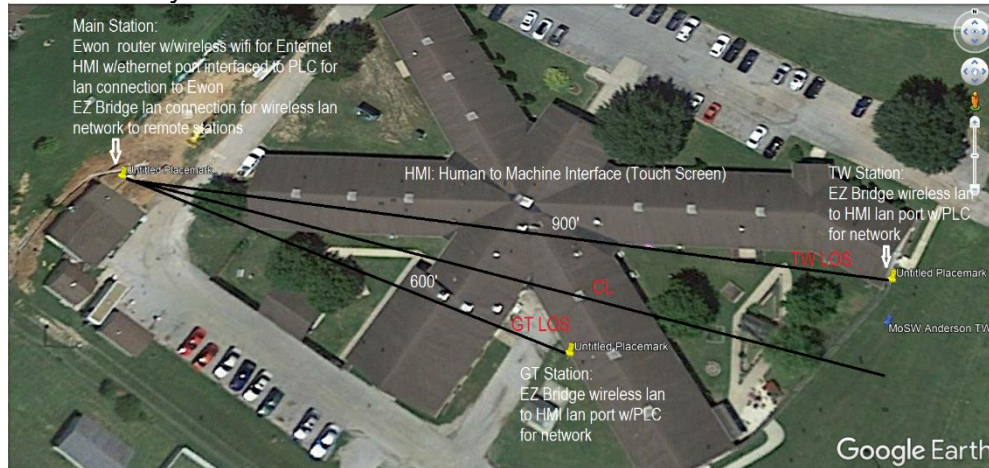 Main Station:
Ewon router w/wireless wifi for Enternet
HMI w/ethernet port interfaced to PLC for
lan connection to Ewon
EZ Bridge lan connection for wireless lan
network to remote stations
Untitled Placemark
HMI: Human to Machine Interface (Touch Screen)
TW Station:
EZ Bridge wireless lan
to HMI lan port w/PLC
for network
900'
TW LOS
Untitled Placemark
600'
CL
GT LOS
MoSW Anderson TW
Untitled Placemark
GT Station:
EZ Bridge wireless lan
to HMI lan port w/PLC
for network
Google Earth